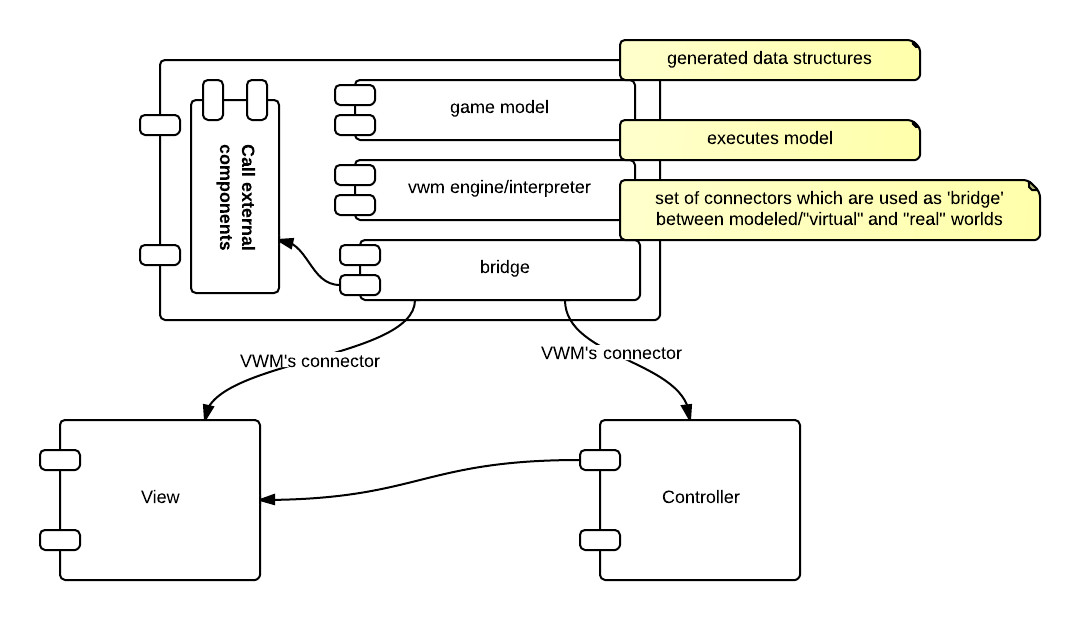 generated data structures
game model
executes model
Call external
components
vwm engine/interpreter
set of connectors which are used as 'bridge'
between modeled/"virtual" and "real" worlds
bridge
VWM's connector
VWM's connector
View
Controller